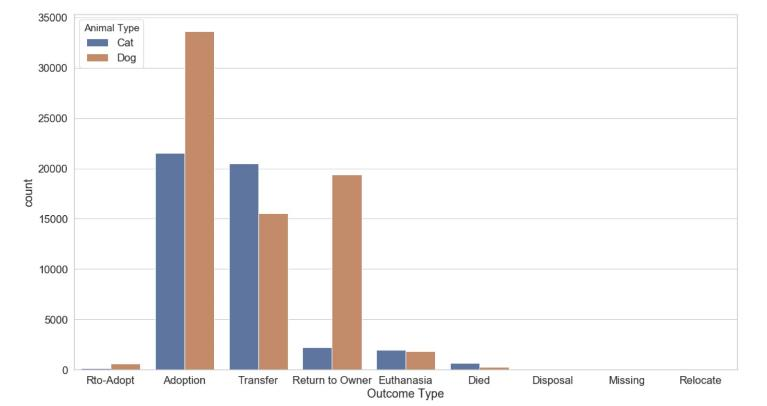 35000
30000
25000
20000
15000
10000
5000
0
count
Animal Type
Cat
Dog
Rto-Adopt Adoption Transfer Return to Owner Euthanasia Died Disposal Missing Relocate
Outcome Type